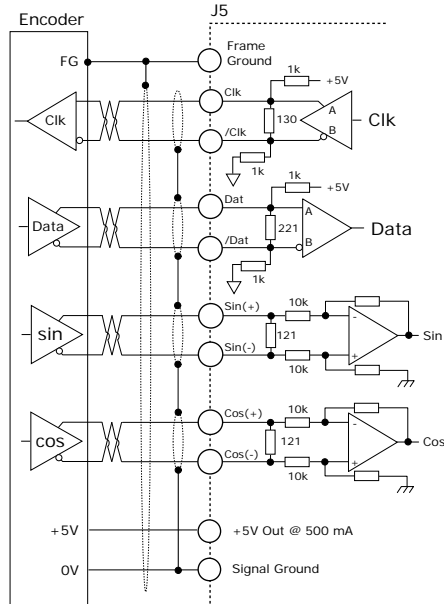 Encoder
J5
FG
Frame
Ground
1k
+5V
Clk
Clk
A
130
Clk
B
/Clk
1k
1k
+5V
Dat
A
Data
221
Data
/Dat
B
1k
Sin(+)
10k
-
sin
121
Sin
Sin(-)
+
10k
Cos(+)
10k
-
cos
121
Cos
Cos(-)
+
10k
+5V
+5V Out @ 500 mA
0V
Signal Ground